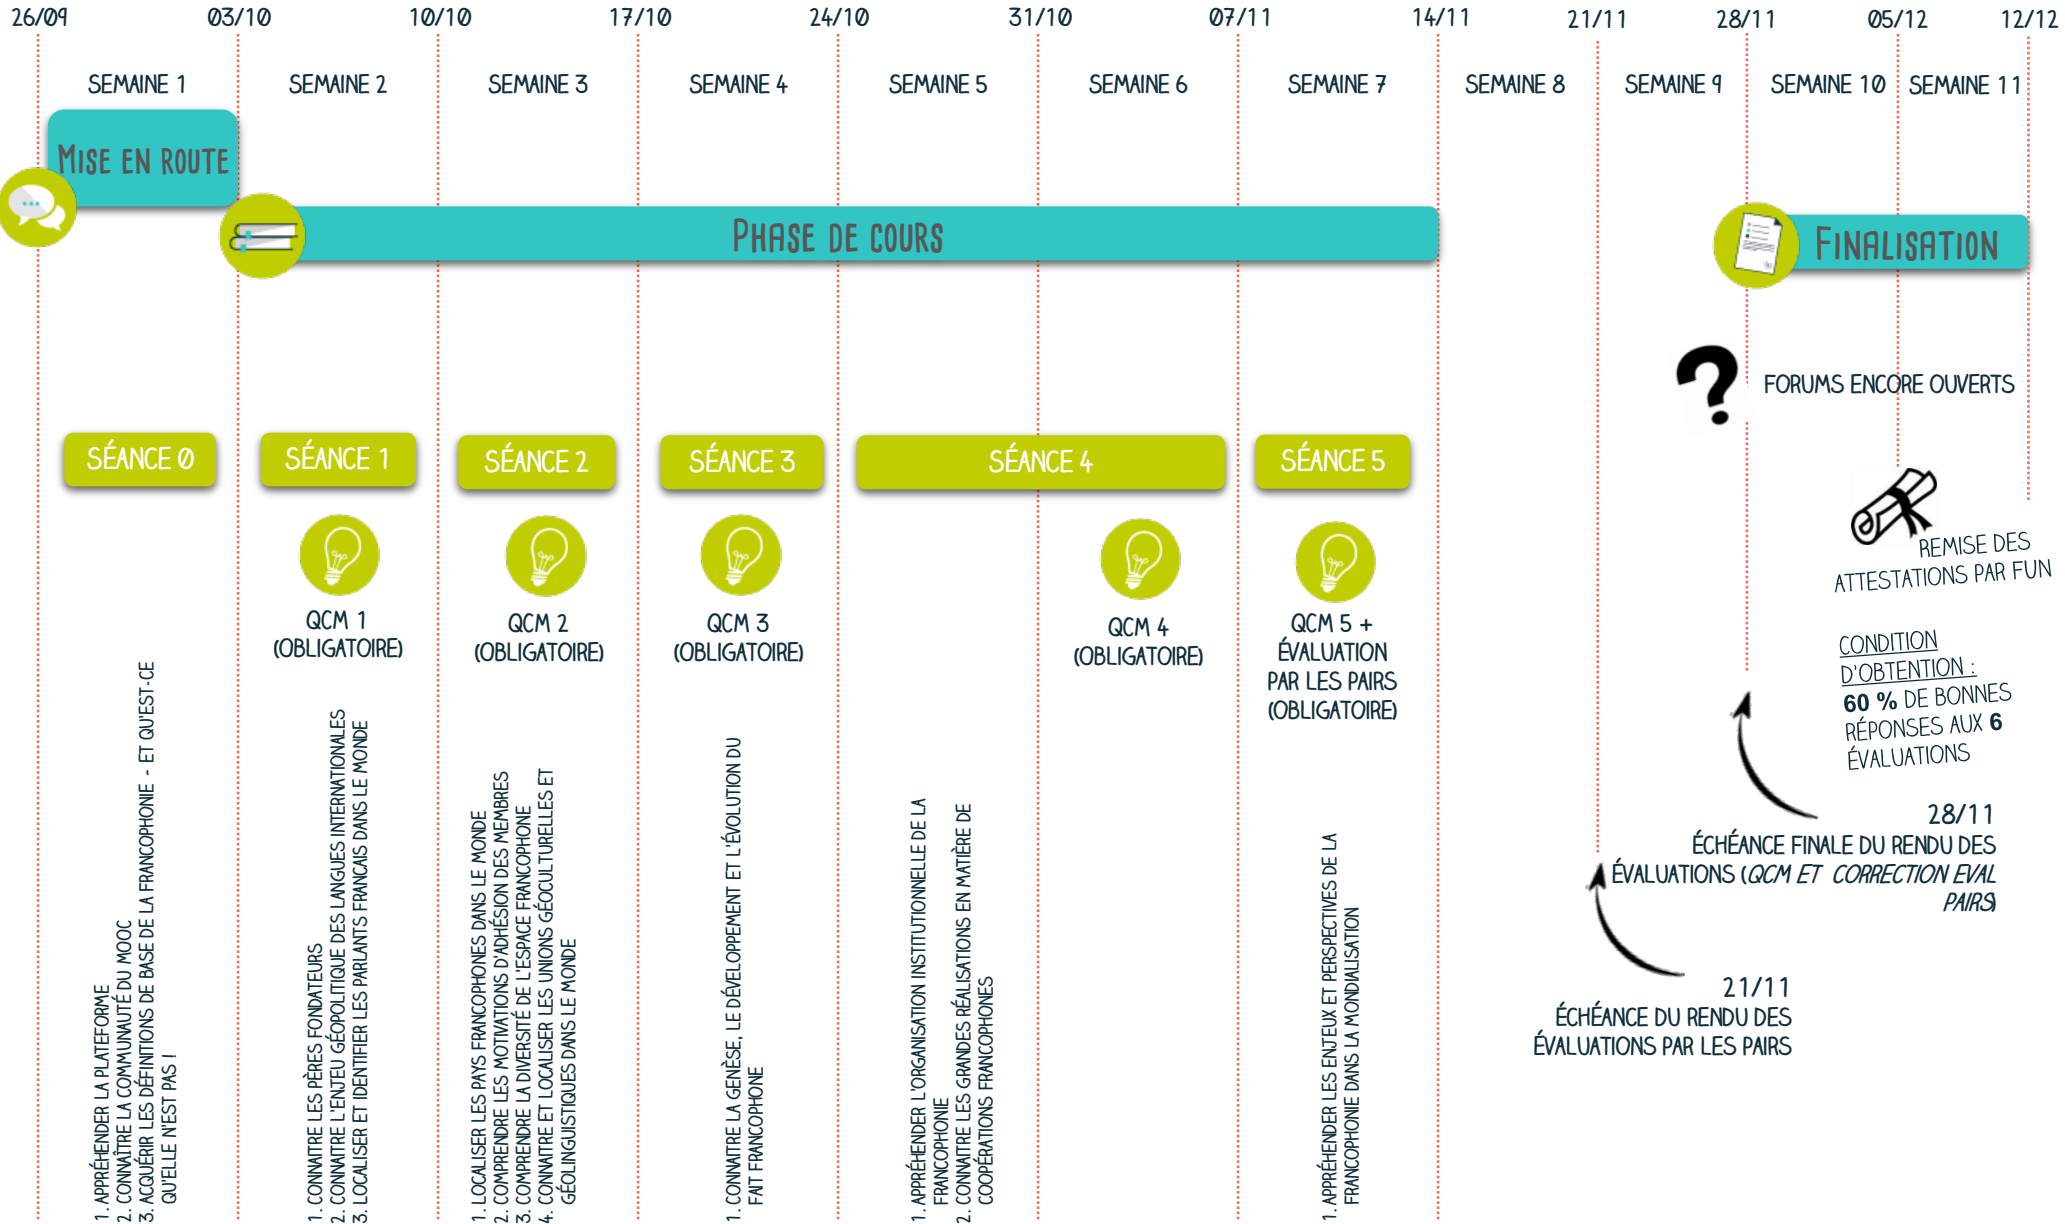 26/09 03/10 10/10 17/10 24/10 31/10 07/11 14/11 21/11 28/11 05/12 12/12
SEMAINE 1 SEMAINE 2 SEMAINE 3 SEMAINE 4 SEMAINE 5 SEMAINE 6 SEMAINE 7 SEMAINE 8 SEMAINE 9 SEMAINE 10 SEMAINE 11
MISE EN ROUTE
PHASE DE COURS
FINALISATION
FORUMS ENCORE OUVERTS
SÉANCE 0 SÉANCE 1 SÉANCE 2 SÉANCE 3 SÉANCE 4 SÉANCE 5
QCM 1
(OBLIGATOIRE)
QCM 2
(OBLIGATOIRE)
QCM 3
(OBLIGATOIRE)
QCM 4
(OBLIGATOIRE)
QCM 5 +
ÉVALUATION
PAR LES PAIRS
(OBLIGATOIRE)
REMISE DES
ATTESTATIONS PAR FUN
CONDITION
D'OBTENTION :
60 % DE BONNES
RÉPONSES AUX 6
ÉVALUATIONS
1. APPRÉHENDER LA PLATEFORME
2. CONNAÎTRE LA COMMUNAUTÉ DU MOOC
3. ACQUÉRIR LES DÉFINITIONS DE BASE DE LA FRANCOPHONIE - ET QU'EST-CE
QU'ELLE N'EST PAS !
1. CONNAITRE LES PÈRES FONDATEURS
2. CONNAITRE L'ENJEU GÉOPOLITIQUE DES LANGUES INTERNATIONALES
3. LOCALISER ET IDENTIFIER LES PARLANTS FRANCAIS DANS LE MONDE
1. LOCALISER LES PAYS FRANCOPHONES DANS LE MONDE
2. COMPRENDRE LES MOTIVATIONS D'ADHÉSION DES MEMBRES
3. COMPRENDRE LA DIVERSITÉ DE L'ESPACE FRANCOPHONE
4. CONNAITRE ET LOCALISER LES UNIONS GÉOCULTURELLES ET
GÉOLINGUISTIQUES DANS LE MONDE
1. CONNAITRE LA GENÈSE, LE DÉVELOPPEMENT ET L'ÉVOLUTION DU
FAIT FRANCOPHONE
1. APPRÉHENDER L'ORGANISATION INSTITUTIONNELLE DE LA
FRANCOPHONIE
2. CONNAITRE LES GRANDES RÉALISATIONS EN MATIÈRE DE
COOPÉRATIONS FRANCOPHONES
1. APPRÉHENDER LES ENJEUX ET PERSPECTIVES DE LA
FRANCOPHONIE DANS LA MONDIALISATION
28/11
ÉCHÉANCE FINALE DU RENDU DES
ÉVALUATIONS (QCM ET CORRECTION EVAL
PAIRS)
21/11
ÉCHÉANCE DU RENDU DES
ÉVALUATIONS PAR LES PAIRS